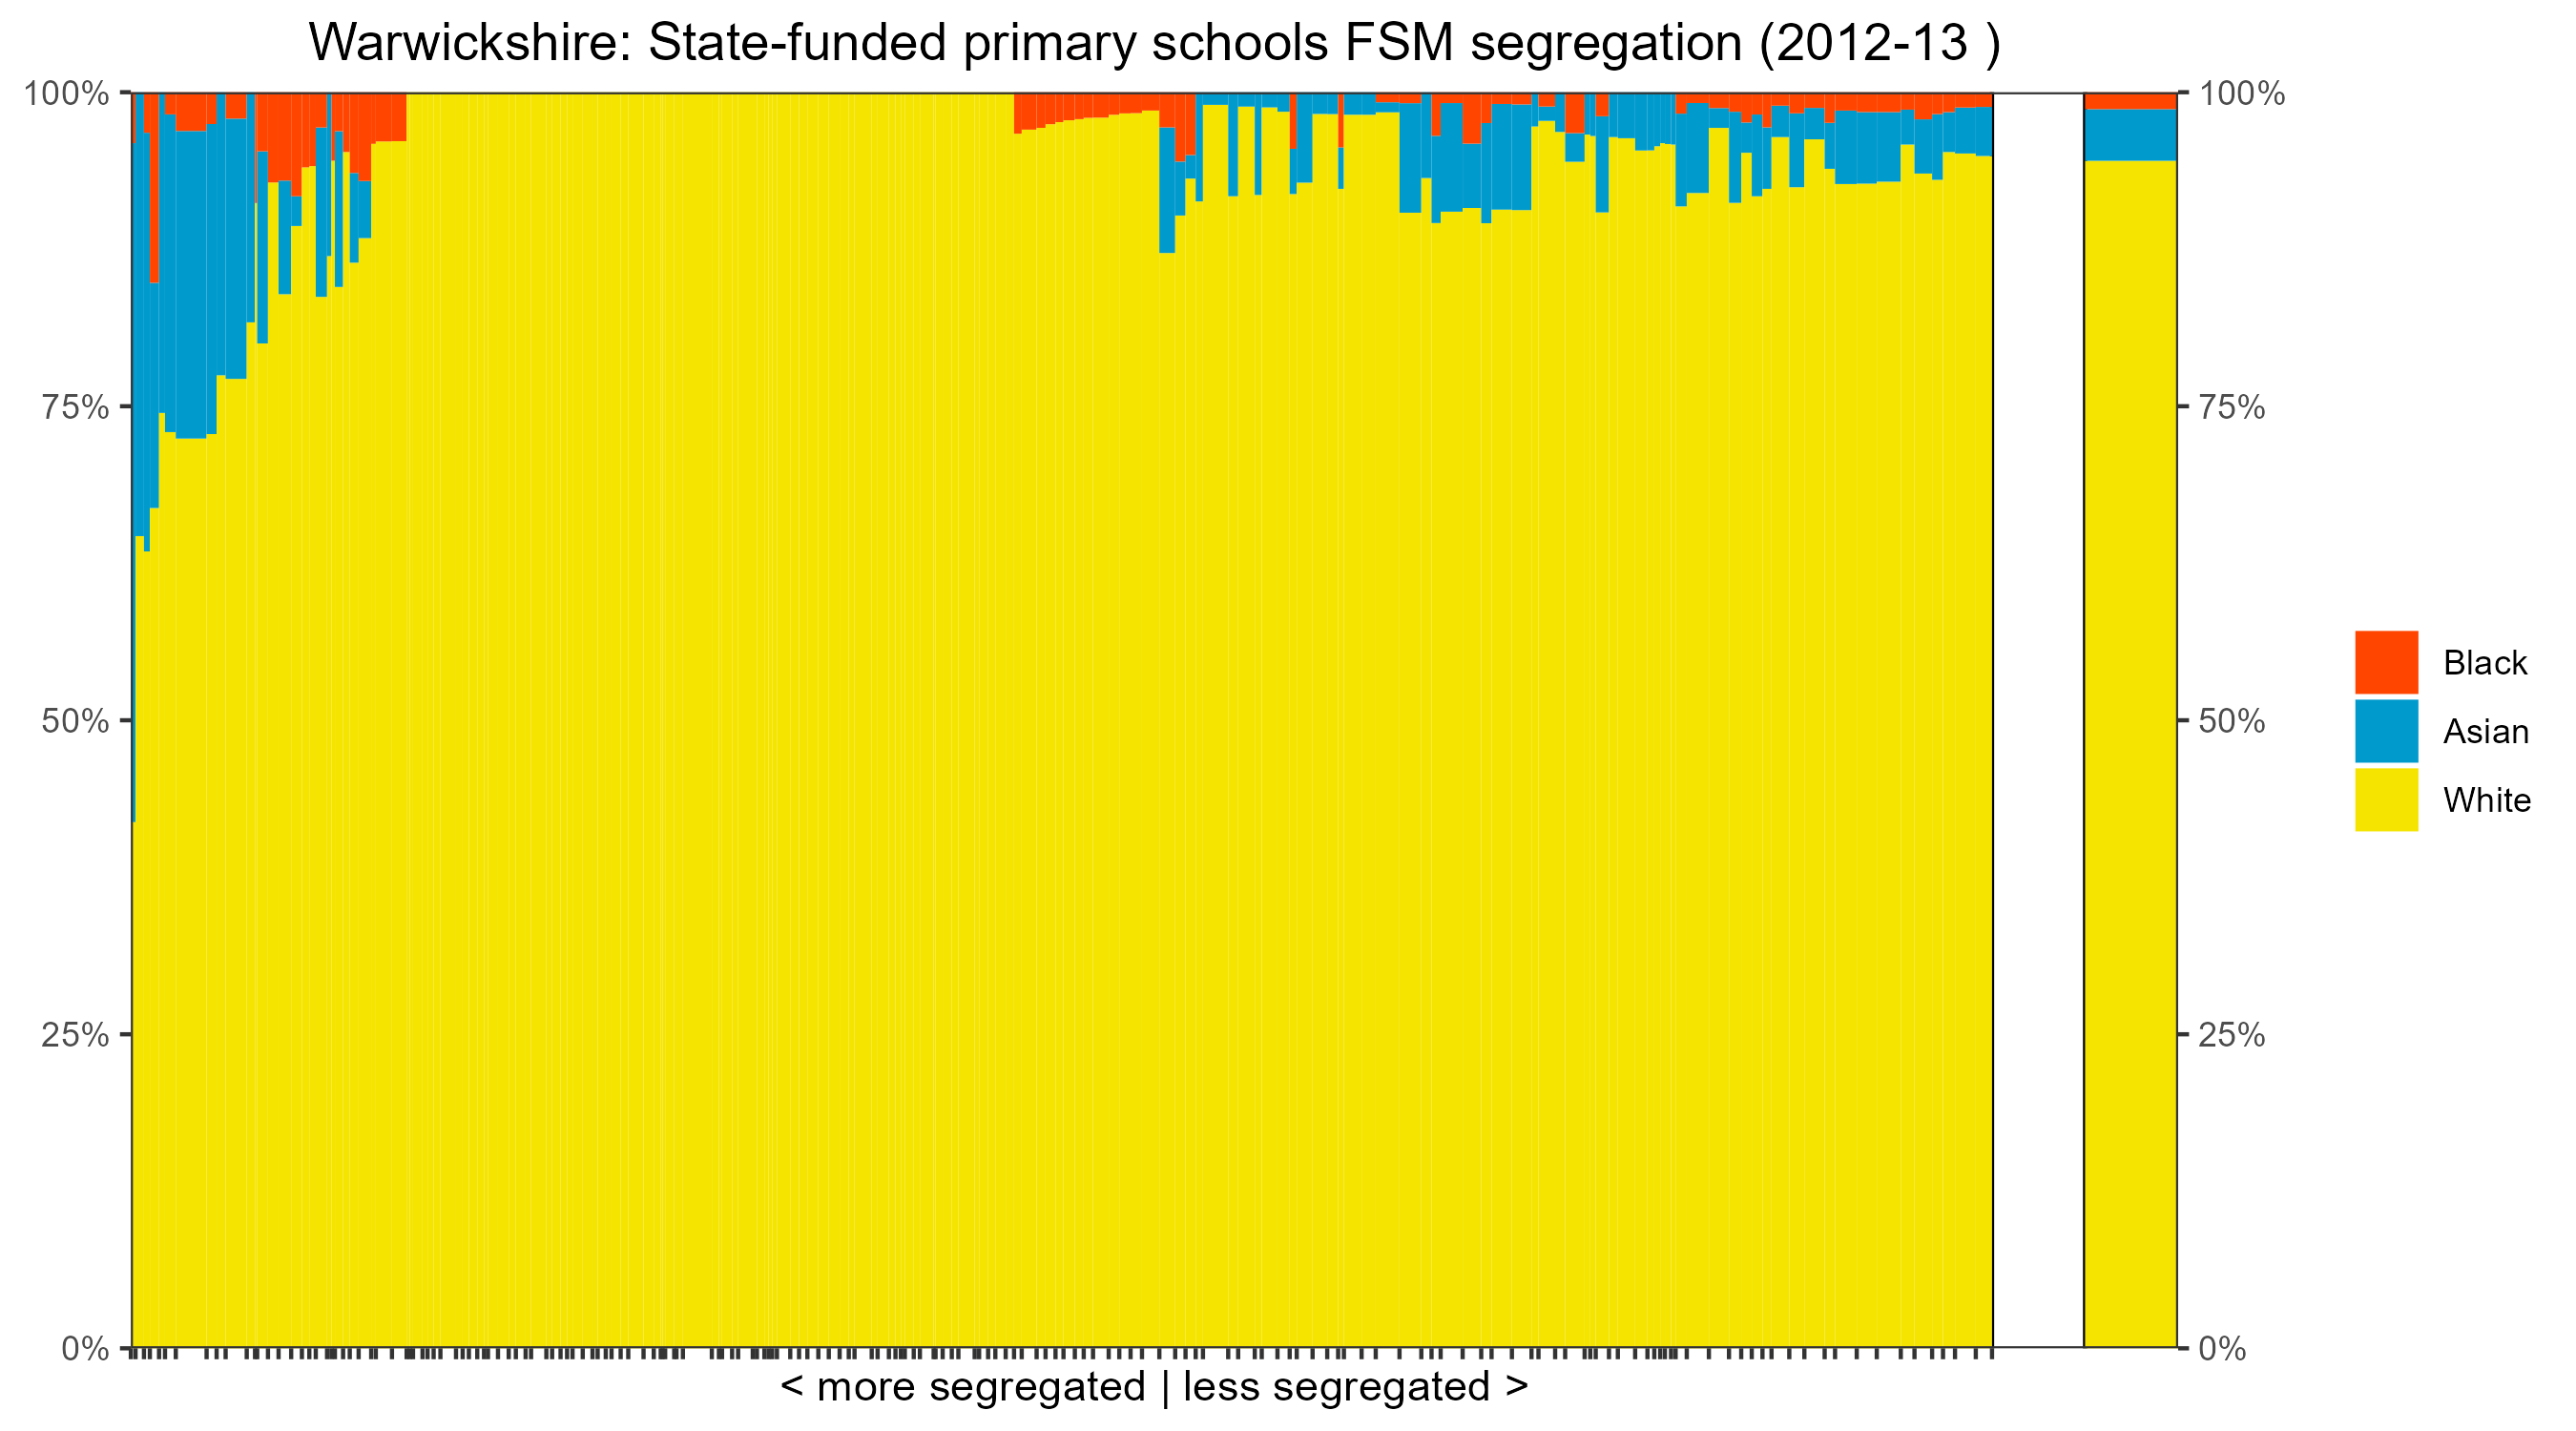 Warwickshire: State-funded primary schools FSM segregation (2012-13 )
100%
75%
50%
25%
0%
100%
75%
50%
25%
0%
Black
Asian
White
< more segregated | less segregated >